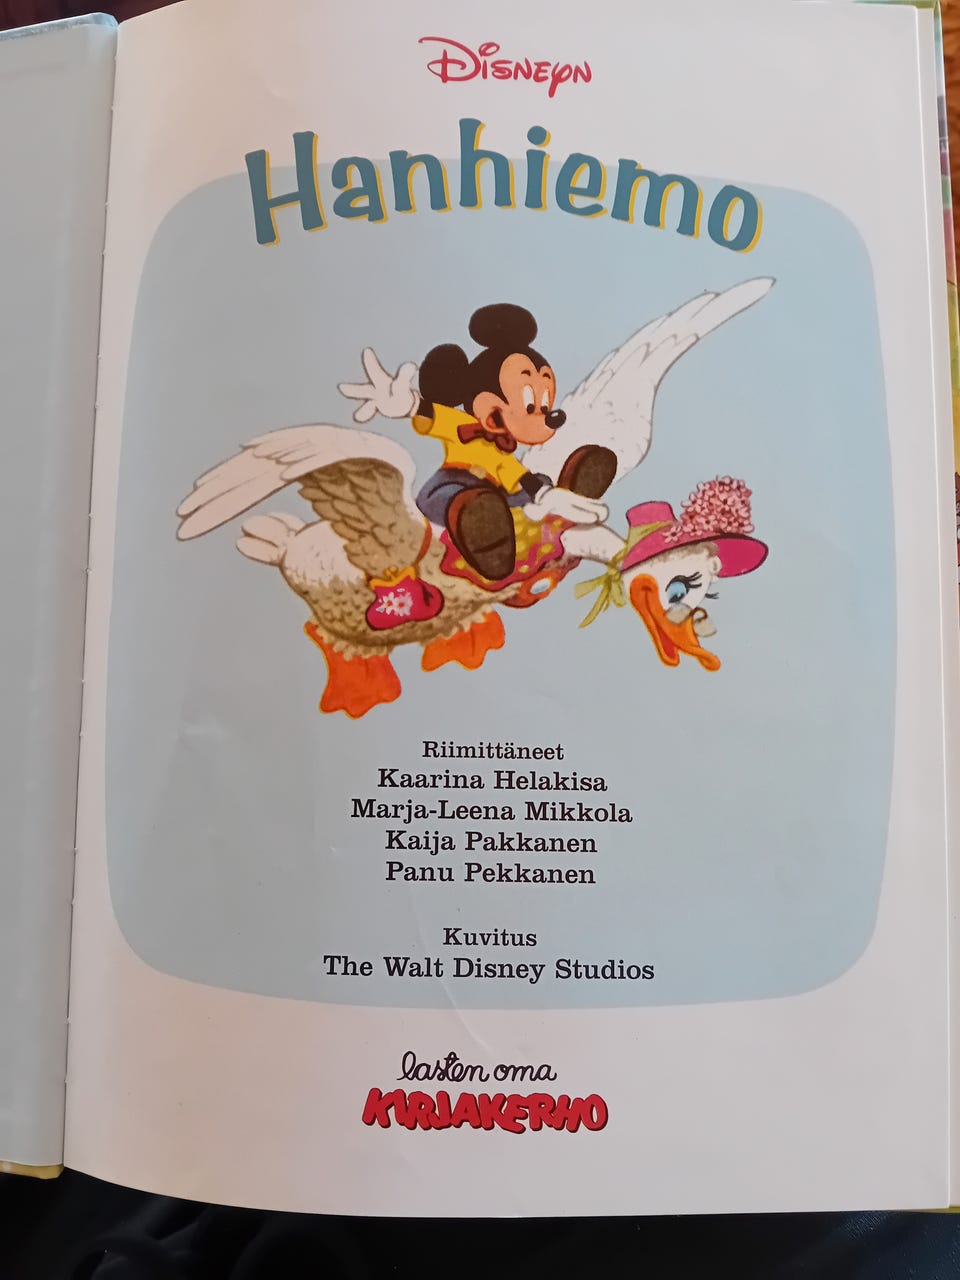 DISNEYN
Hanhiemo
Riimittäneet
Kaarina Helakisa
Marja-Leena Mikkola
Kaija Pakkanen
Panu Pekkanen
Kuvitus
The Walt Disney Studios
lasten oma
KIRJAKERHO